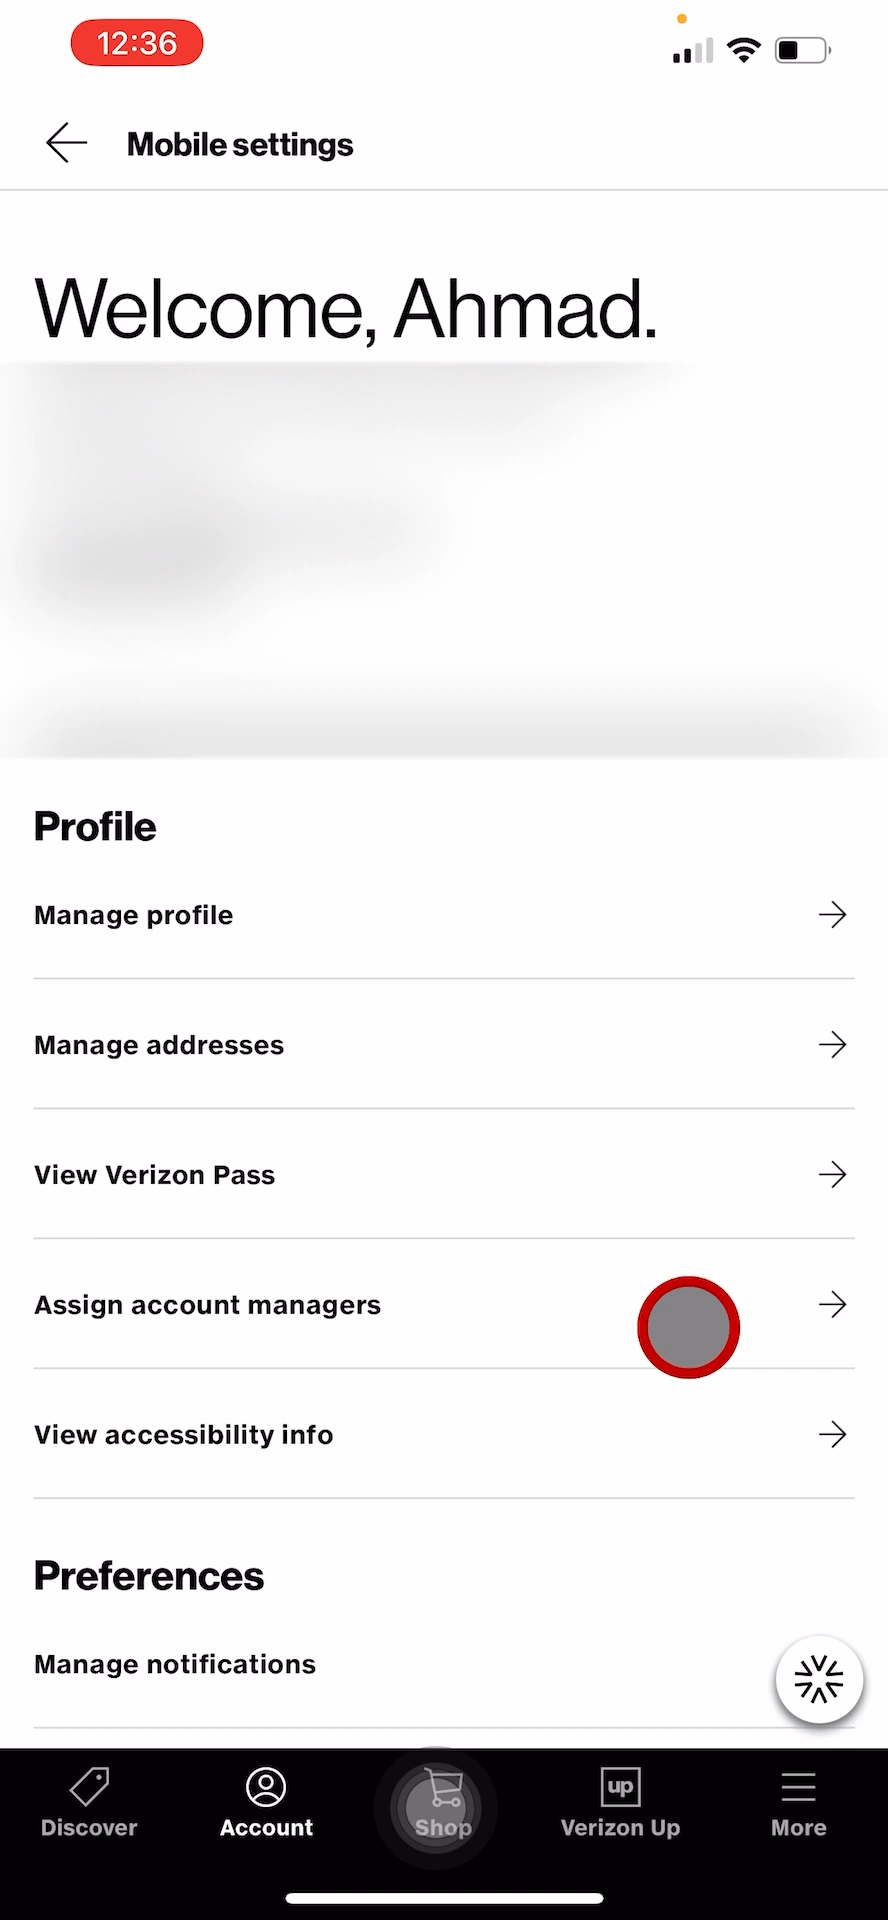 12:36
Mobile settings
Welcome, Ahmad.
Profile
Manage profile
Manage addresses
View Verizon Pass
Assign account managers
View accessibility info
Preferences
Manage notifications
up
Discover Account Shop Verizon Up More